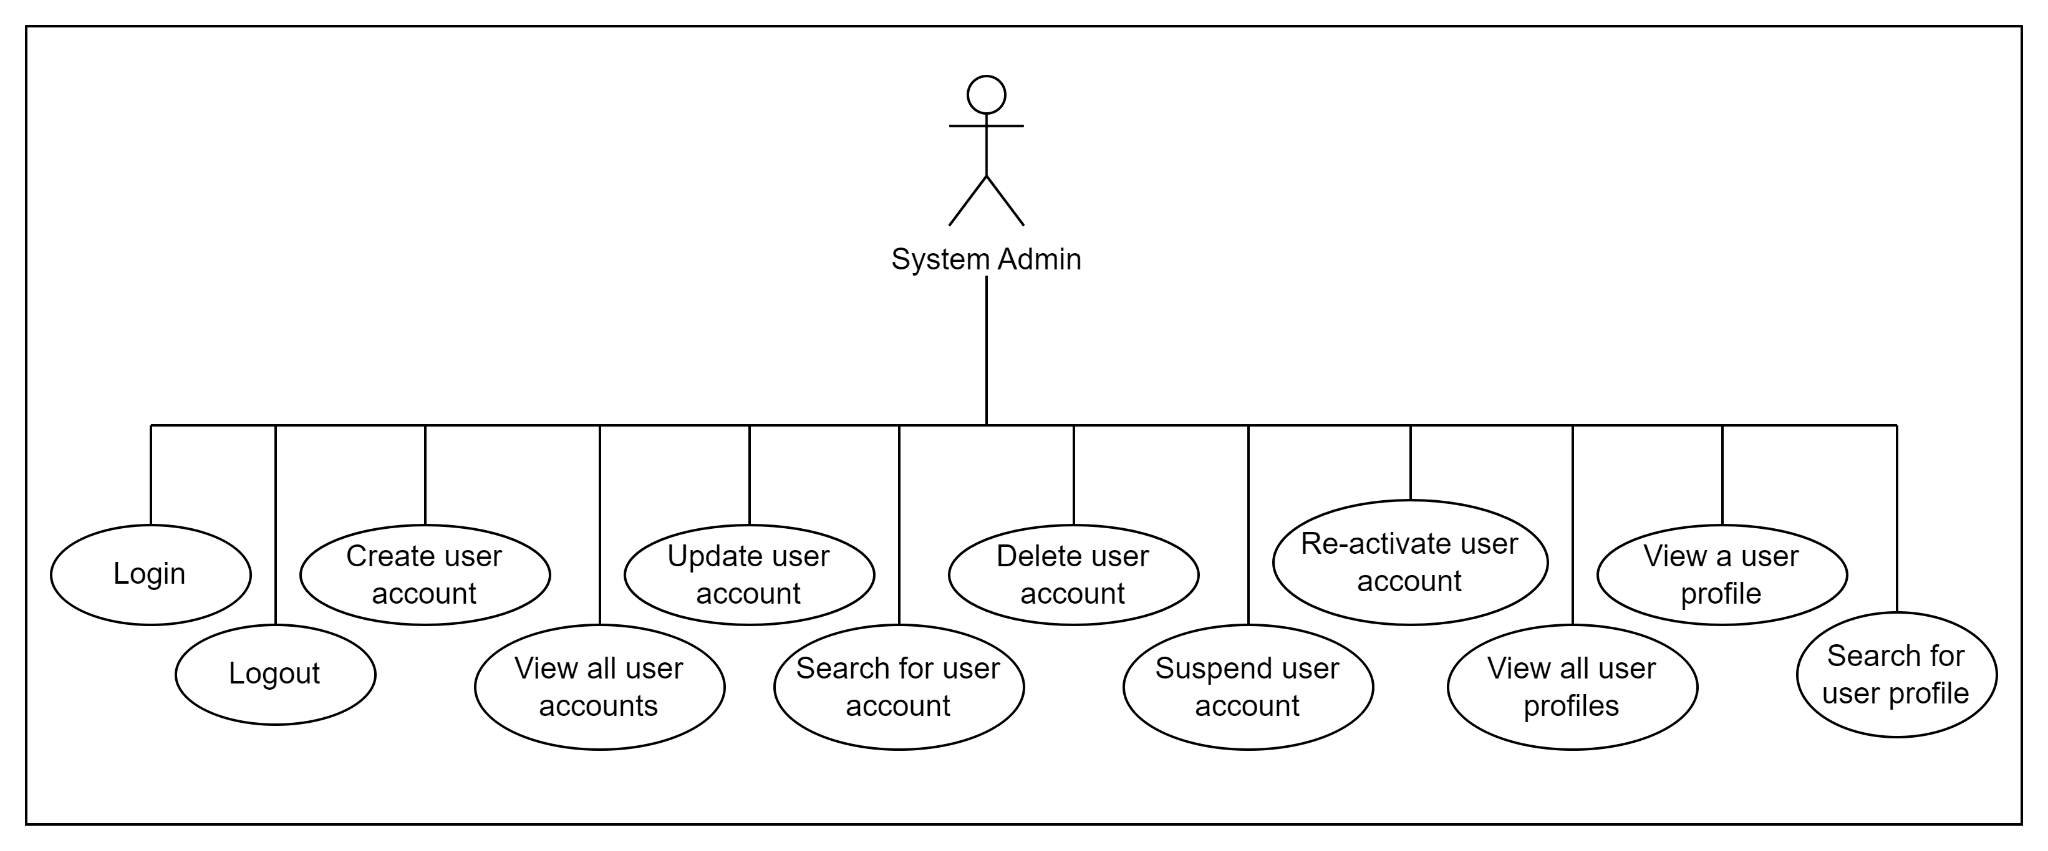 System Admin
Login
Logout
Create user
account
View all user
accounts
Update user
account
Search for user
account
Delete user
account
Suspend user
account
Re-activate user
account
View all user
profiles
View a user
profile
Search for
user profile